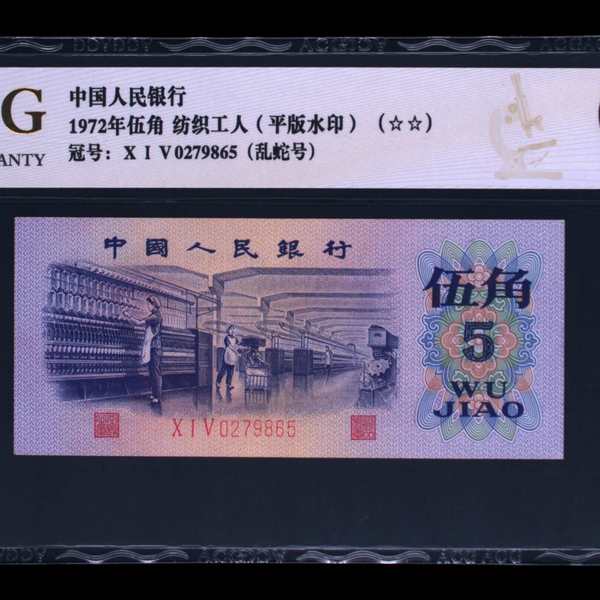 G
ANTY
中国人民银行
1972年伍角 纺织工人(平版水印) (☆☆)
冠号: X I V 0279865 (乱蛇号)
中國人民銀行
伍角
5
WU
JIAO
X I V 0279865